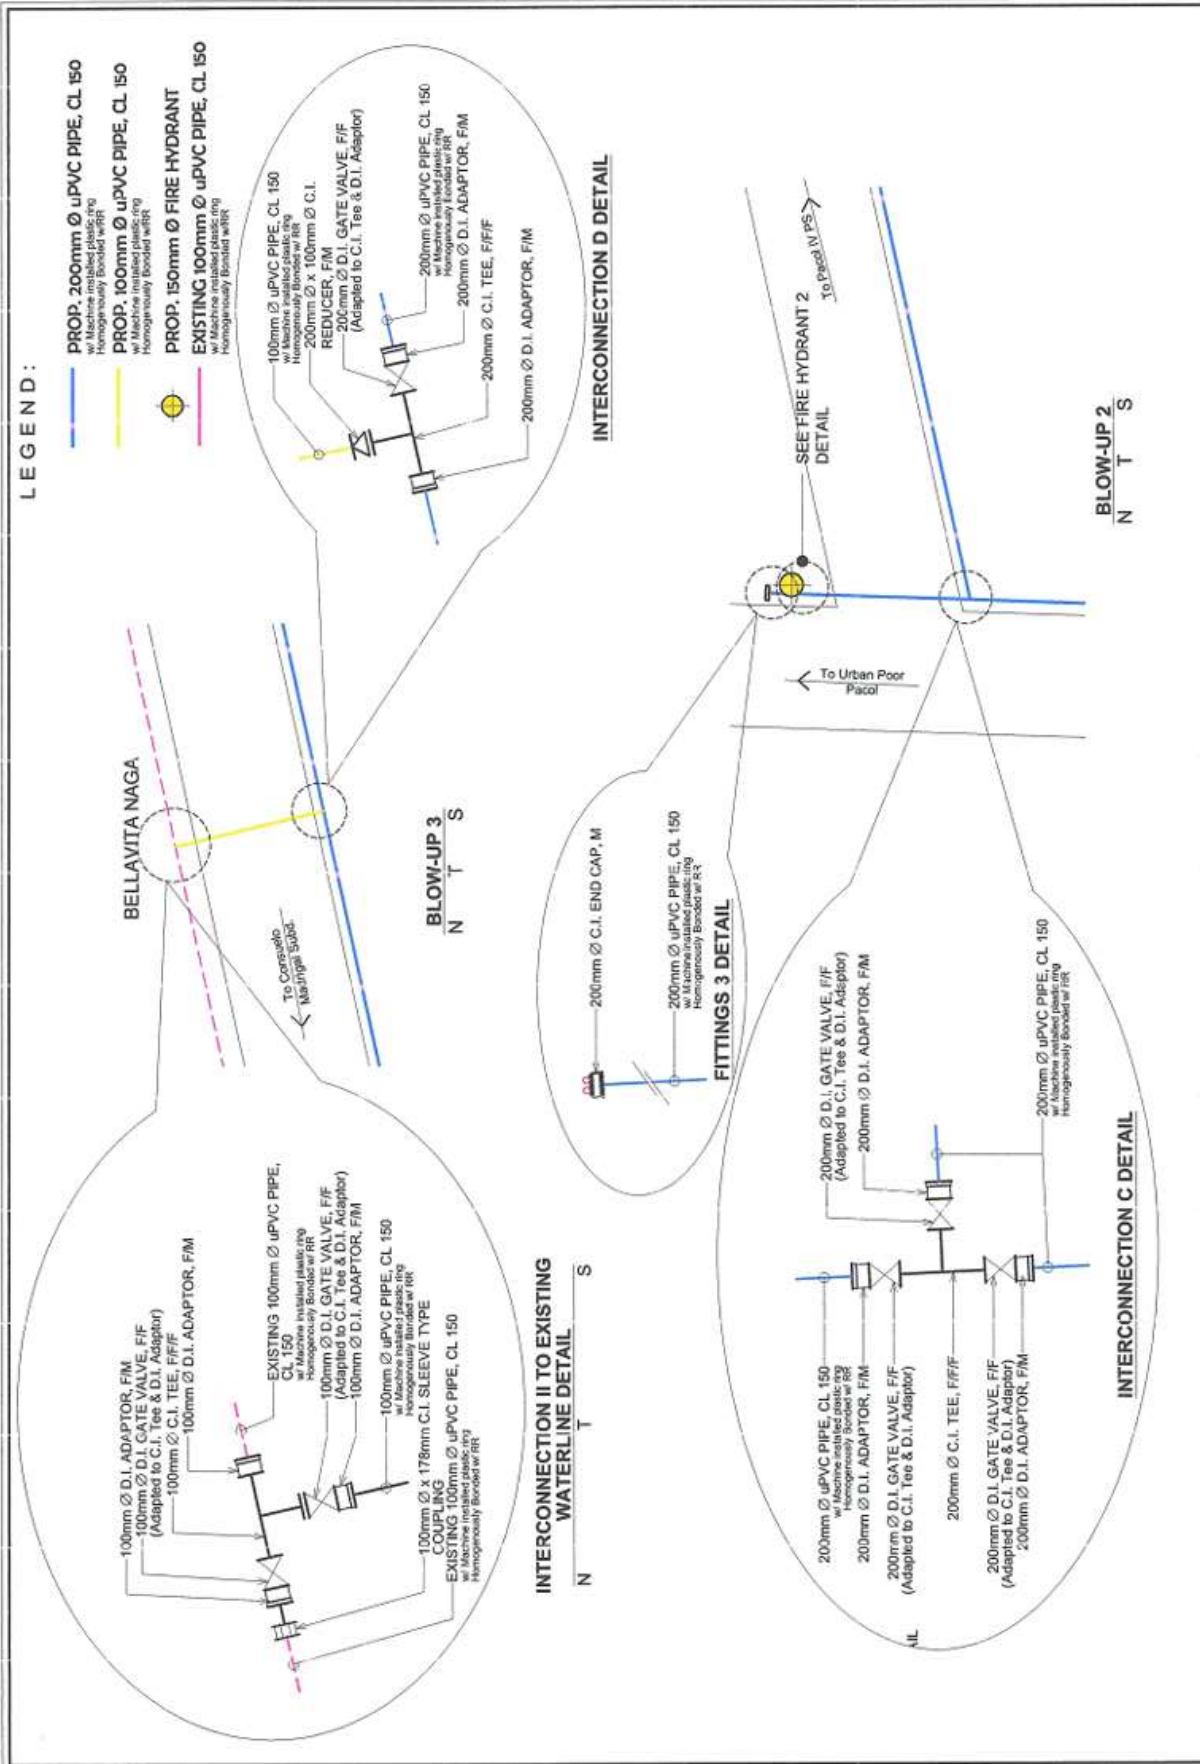 LEGEND:
PROP. 200mm Ø uPVC PIPE, CL 150
w/ Machine installed plastic ring
Homogenously Bonded w/RR
PROP. 100mm Ø uPVC PIPE, CL 150
w/ Machine installed plastic ring
Homogenously Bonded w/RR
PROP. 150mm Ø FIRE HYDRANT
EXISTING 100mm Ø uPVC PIPE, CL 150
w/ Machine installed plastic ring
Homogenously Bonded w/RR
100mm Ø D.I. ADAPTOR, F/M
100mm Ø D.I. GATE VALVE, F/F
(Adapted to C.I. Tee & D.I. Adaptor)
100mm Ø C.I. TEE, F/F/F
100mm Ø D.I. ADAPTOR, F/M
EXISTING 100mm Ø uPVC PIPE,
CL 150
w/ Machine installed plastic ring
Homogenously Bonded w/ RR
100mm Ø D.I. GATE VALVE, F/F
(Adapted to C.I. Tee & D.I. Adaptor)
100mm Ø D.I. ADAPTOR, F/M
100mm Ø uPVC PIPE, CL 150
w/ Machine installed plastic ring
Homogenously Bonded w/ RR
100mm Ø x 178mm C.I. SLEEVE TYPE
COUPLING
EXISTING 100mm Ø uPVC PIPE, CL 150
w/ Machine installed plastic ring
Homogenously Bonded w/RR
INTERCONNECTION II TO EXISTING
WATERLINE DETAIL
N T S
BELLAVITA NAGA
To Consuelo
Madrigal Subd.
BLOW-UP 3
N T S
100mm Ø uPVC PIPE, CL 150
w/ Machine installed plastic ring
Homogenously Bonded w/ RR
200mm Ø x 100mm Ø C.I.
REDUCER, F/M
200mm Ø D.I. GATE VALVE, F/F
(Adapted to C.I. Tee & D.I. Adaptor)
200mm Ø uPVC PIPE, CL 150
w/ Machine installed plastic ring
Homogenously Bonded w/ RR
200mm Ø D.I. ADAPTOR, F/M
200mm Ø C.I. TEE, F/F/F
200mm Ø D.I. ADAPTOR, F/M
INTERCONNECTION D DETAIL
200mm Ø C.I. END CAP, M
200mm Ø uPVC PIPE, CL 150
w/ Machine installed plastic ring
Homogenously Bonded w/ RR
FITTINGS 3 DETAIL
To Urban Poor
Pacol
SEE FIRE HYDRANT 2
DETAIL
To Pacol IV PS
BLOW-UP 2
N T S
200mm Ø uPVC PIPE, CL 150
w/ Machine installed plastic ring
Homogenously Bonded w/ RR
200mm Ø D.I. ADAPTOR, F/M
200mm Ø D.I. GATE VALVE, F/F
(Adapted to C.I. Tee & D.I. Adaptor)
200mm Ø C.I. TEE, F/F/F
200mm Ø D.I. GATE VALVE, F/F
(Adapted to C.I. Tee & D.I. Adaptor)
200mm Ø D.I. ADAPTOR, F/M
200mm Ø D.I. GATE VALVE, F/F
(Adapted to C.I. Tee & D.I. Adaptor)
200mm Ø D.I. ADAPTOR, F/M
200mm Ø uPVC PIPE, CL 150
w/ Machine installed plastic ring
Homogenously Bonded w/ RR
INTERCONNECTION C DETAIL